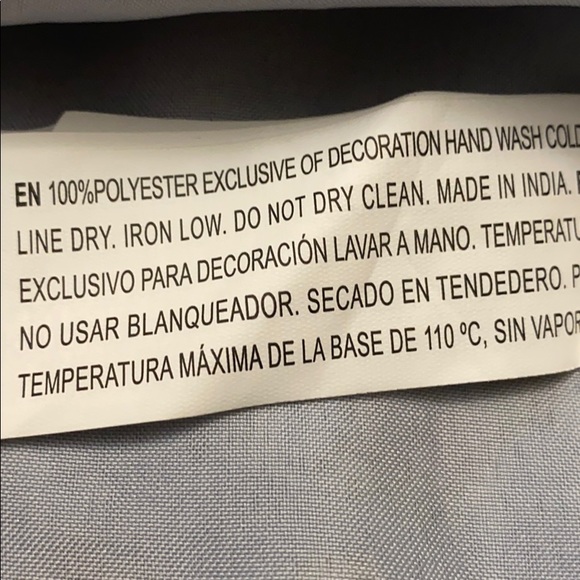 EN 100%POLYESTER EXCLUSIVE OF DECORATION HAND WASH COLD
LINE DRY. IRON LOW. DO NOT DRY CLEAN. MADE IN INDIA.
EXCLUSIVO PARA DECORACIÓN LAVAR A MANO. TEMPERATU
NO USAR BLANQUEADOR. SECADO EN TENDEDERO. P
TEMPERATURA MÁXIMA DE LA BASE DE 110 ºC, SIN VAPOR